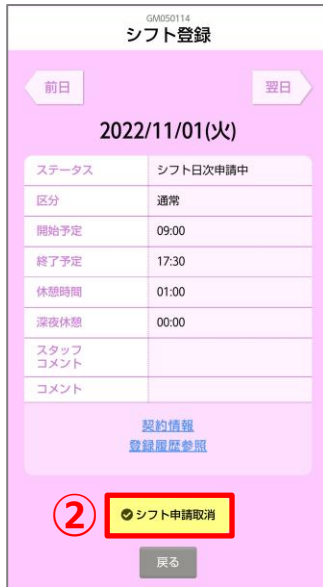 GM050114
シフト登録
前日
翌日
2022/11/01(火)
ステータス シフト日次申請中
区分 通常
開始予定 09:00
終了予定 17:30
休憩時間 01:00
深夜休憩 00:00
スタッフ
コメント
コメント
契約情報
登録履歴参照
② シフト申請取消
戻る